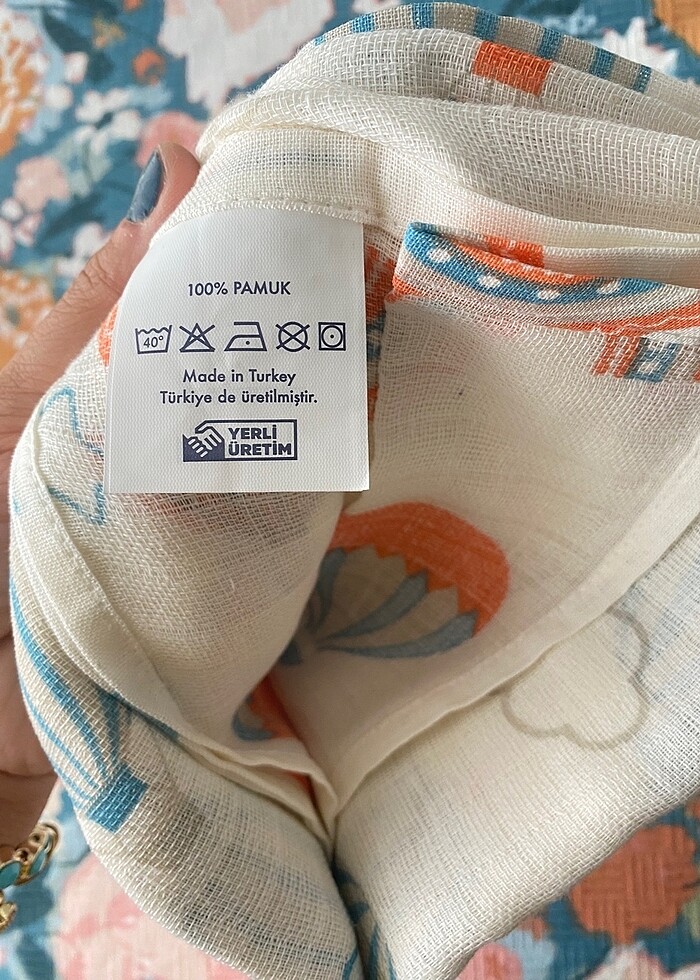 100% PAMUK
40°
Made in Turkey
Türkiye de üretilmiştir.
YERLİ
ÜRETİM